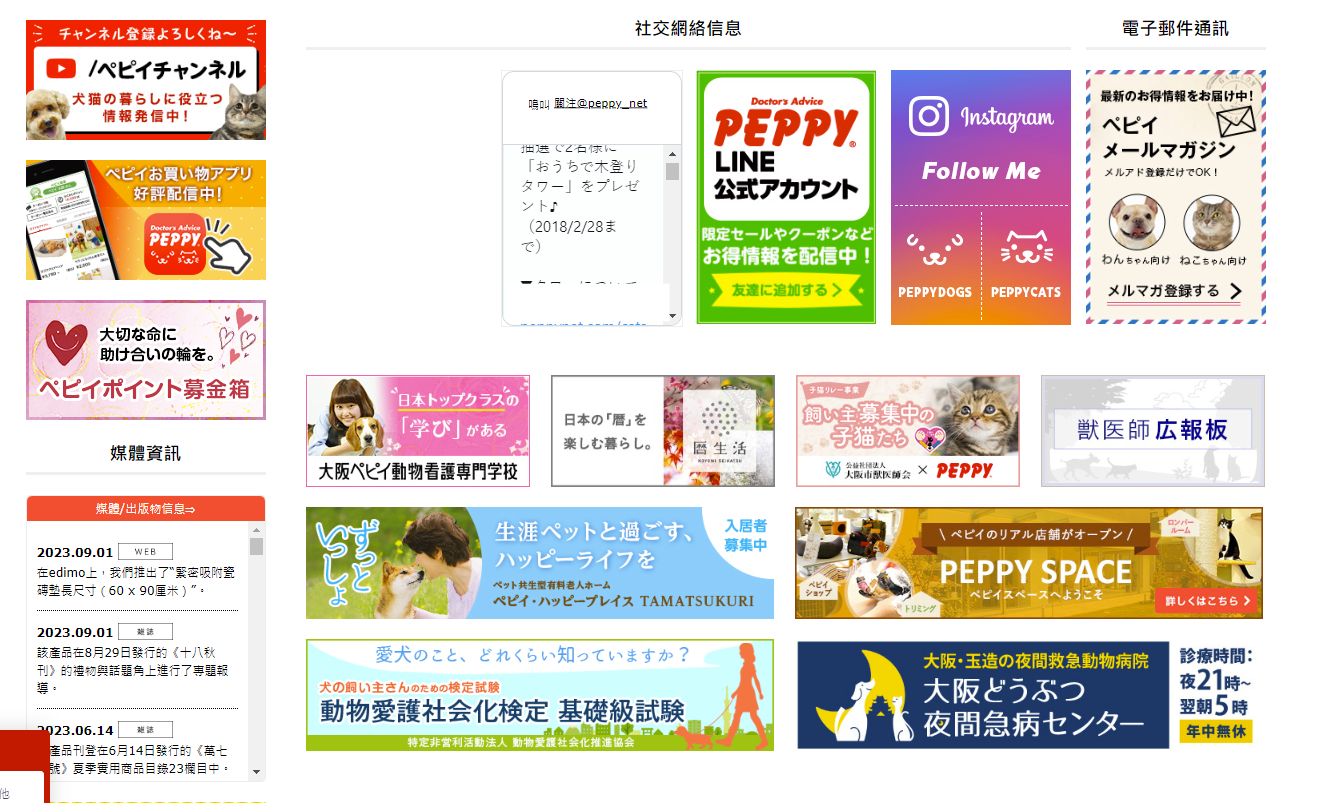 チャンネル登録よろしくね～
/ペピイチャンネル
犬猫の暮らしに役立つ
情報発信中！
ペピイお買い物アプリ
好評配信中！
Doctor's Advice
PEPPY
大切な命に
助け合いの輪を。
ペピイポイント募金箱
媒體資訊
媒體/出版物信息⇒
2023.09.01 WEB
在edimo上，我們推出了“緊密吸附瓷
磚墊長尺寸（60 x 90厘米）”。
2023.09.01 雑誌
該產品在8月29日發行的《十八秋
刊》的禮物與話題角上進行了專題報
導。
2023.06.14 雑誌
產品刊登在6月14日發行的《萬七
號》夏季實用商品目錄23欄目中。
他
社交網絡信息
嗚叫 關注@peppy_net
抽選で2名様に
「おうちで木登り
タワー」をプレゼ
ント♪
（2018/2/28ま
で）
Doctor's Advice
PEPPY
LINE
公式アカウント
限定セールやクーポンなど
お得情報を配信中！
友達に追加する
Instagram
Follow Me
PEPPYDOGS
PEPPYCATS
電子郵件通訊
最新のお得情報をお届け中！
ペピイ
メールマガジン
メルアド登録だけでOK！
わんちゃん向け
ねこちゃん向け
メルマガ登録する
日本トップクラスの
「学び」がある
大阪ペピイ動物看護専門学校
日本の「暦」を
楽しむ暮らし。
暦生活
KOYOMI SEIKATSU
子猫リレー事業
飼い主募集中の
子猫たち
公益社団法人
大阪市獣医師会 × PEPPY
獣医師広報板
ずっと
いっしょ
生涯ペットと過ごす、
ハッピーライフを
ペット共生型有料老人ホーム
ペピイ・ハッピープレイス TAMATSUKURI
入居者
募集中
\ ペピイのリアル店舗がオープン /
PEPPY SPACE
ペピイスペースへようこそ
ペピイ
ショップ
トリミング
ロンパー
ルーム
詳しくはこちら
愛犬のこと、どれくらい知っていますか？
犬の飼い主さんのための検定試験
動物愛護社会化検定 基礎級試験
特定非営利活動法人 動物愛護社会化推進協会
大阪・玉造の夜間救急動物病院
大阪どうぶつ
夜間急病センター
診療時間：
夜21時～
翌朝5時
年中無休